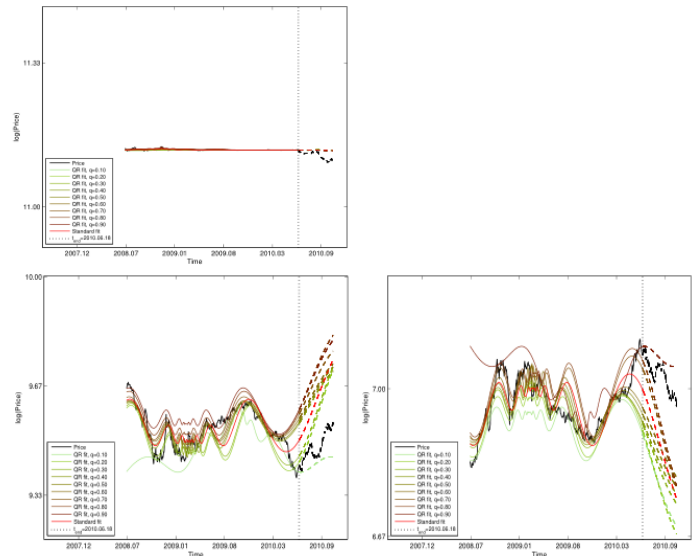 11.33
11.00
log(Price)
Price
QR fit, q=0.10
QR fit, q=0.20
QR fit, q=0.30
QR fit, q=0.40
QR fit, q=0.50
QR fit, q=0.60
QR fit, q=0.70
QR fit, q=0.80
QR fit, q=0.90
Standard fit
t_end=2010.06.18
2007.12 2008.07 2009.01 2009.08 2010.03 2010.09
Time
10.00
9.67
9.33
log(Price)
Price
QR fit, q=0.10
QR fit, q=0.20
QR fit, q=0.30
QR fit, q=0.40
QR fit, q=0.50
QR fit, q=0.60
QR fit, q=0.70
QR fit, q=0.80
QR fit, q=0.90
Standard fit
t_end=2010.06.18
2007.12 2008.07 2009.01 2009.08 2010.03 2010.09
Time
7.00
6.67
log(Price)
Price
QR fit, q=0.10
QR fit, q=0.20
QR fit, q=0.30
QR fit, q=0.40
QR fit, q=0.50
QR fit, q=0.60
QR fit, q=0.70
QR fit, q=0.80
QR fit, q=0.90
Standard fit
t_end=2010.06.18
2007.12 2008.07 2009.01 2009.08 2010.03 2010.09
Time